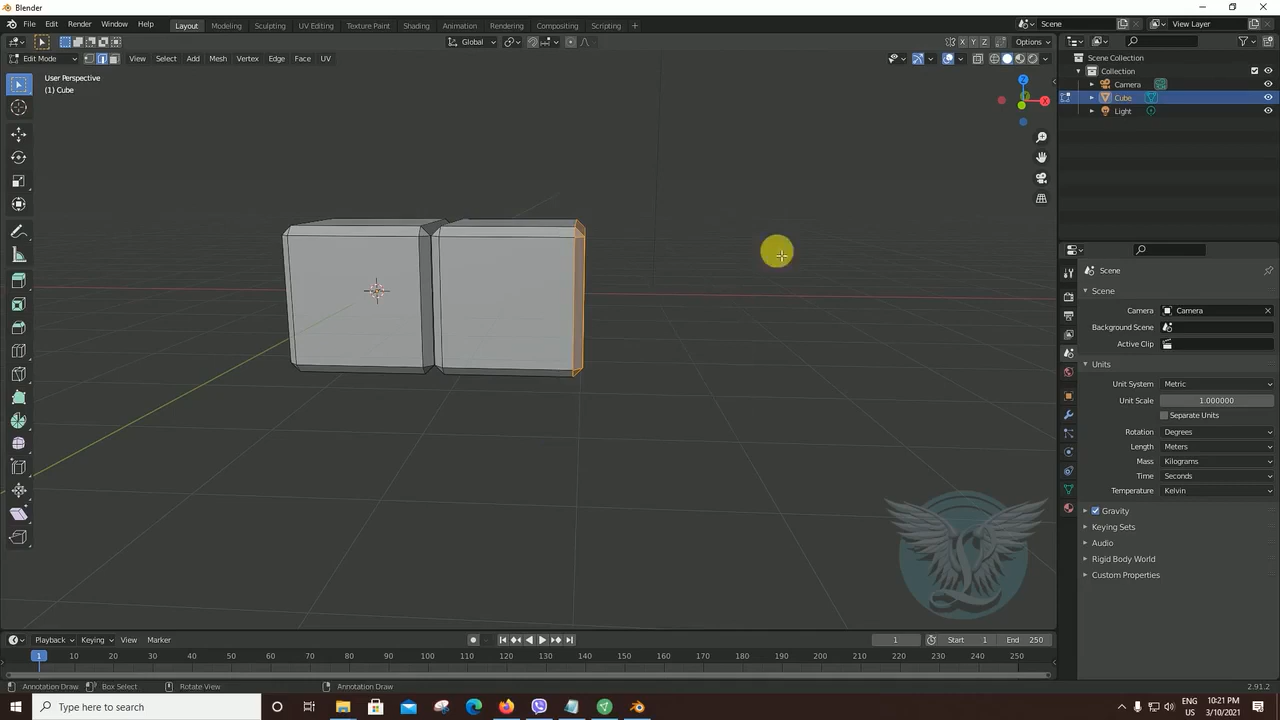 Blender
File Edit Render Window Help Layout Modeling Sculpting UV Editing Texture Paint Shading Animation Rendering Compositing Scripting + Scene View Layer
Global X Y Z Options
Edit Mode View Select Add Mesh Vertex Edge Face UV
User Perspective
(1) Cube
Z
X
Scene Collection
Collection
Camera
Cube
Light
Scene
Scene
Camera Camera
Background Scene
Active Clip
Units
Unit System Metric
Unit Scale 1.000000
Separate Units
Rotation Degrees
Length Meters
Mass Kilograms
Time Seconds
Temperature Kelvin
Gravity
Keying Sets
Audio
Rigid Body World
Custom Properties
Playback Keying View Marker 1 Start 1 End 250
1 10 20 30 40 50 60 70 80 90 100 110 120 130 140 150 160 170 180 190 200 210 220 230 240 250
Annotation Draw Box Select Rotate View Annotation Draw 2.91.2
Type here to search
ENG
US
10:21 PM
3/10/2021